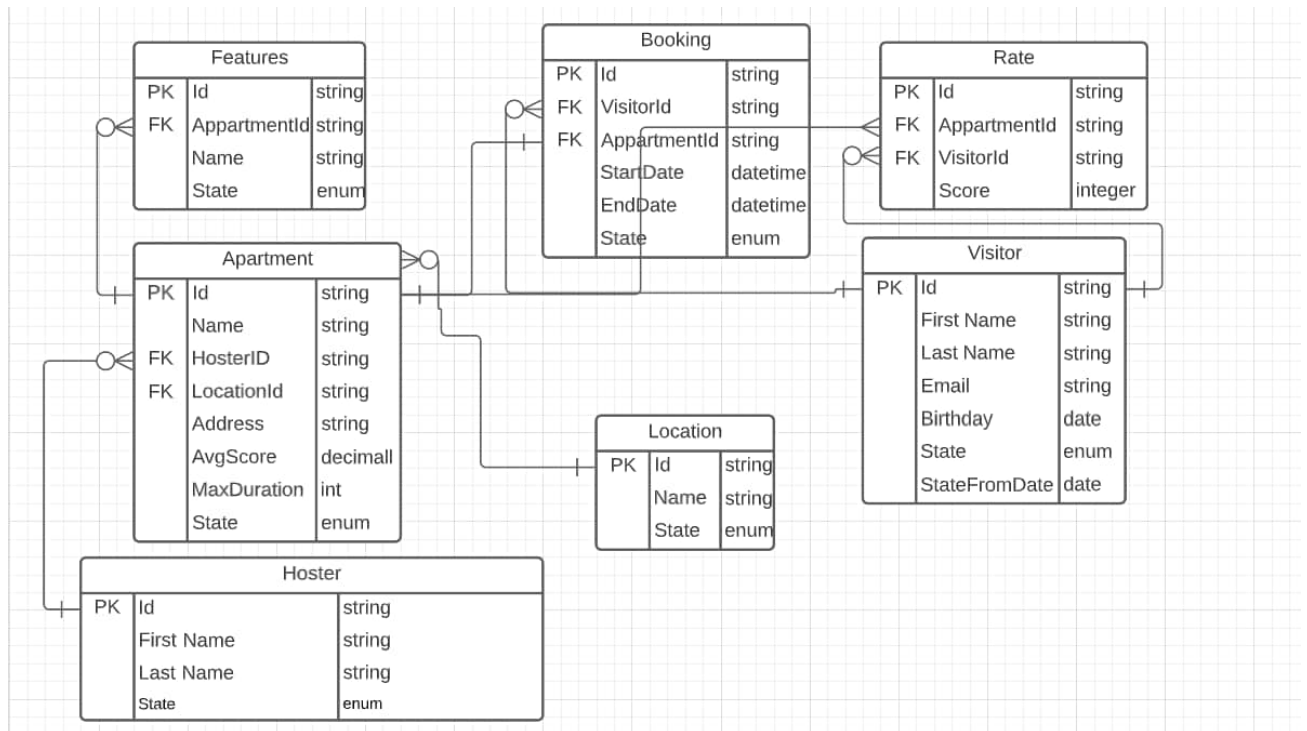 Features
PK Id string
FK AppartmentId string
Name string
State enum
Booking
PK Id string
FK VisitorId string
FK AppartmentId string
StartDate datetime
EndDate datetime
State enum
Rate
PK Id string
FK AppartmentId string
FK VisitorId string
Score integer
Apartment
PK Id string
Name string
FK HosterID string
FK LocationId string
Address string
AvgScore decimall
MaxDuration int
State enum
Visitor
PK Id string
First Name string
Last Name string
Email string
Birthday date
State enum
StateFromDate date
Location
PK Id string
Name string
State enum
Hoster
PK Id string
First Name string
Last Name string
State enum